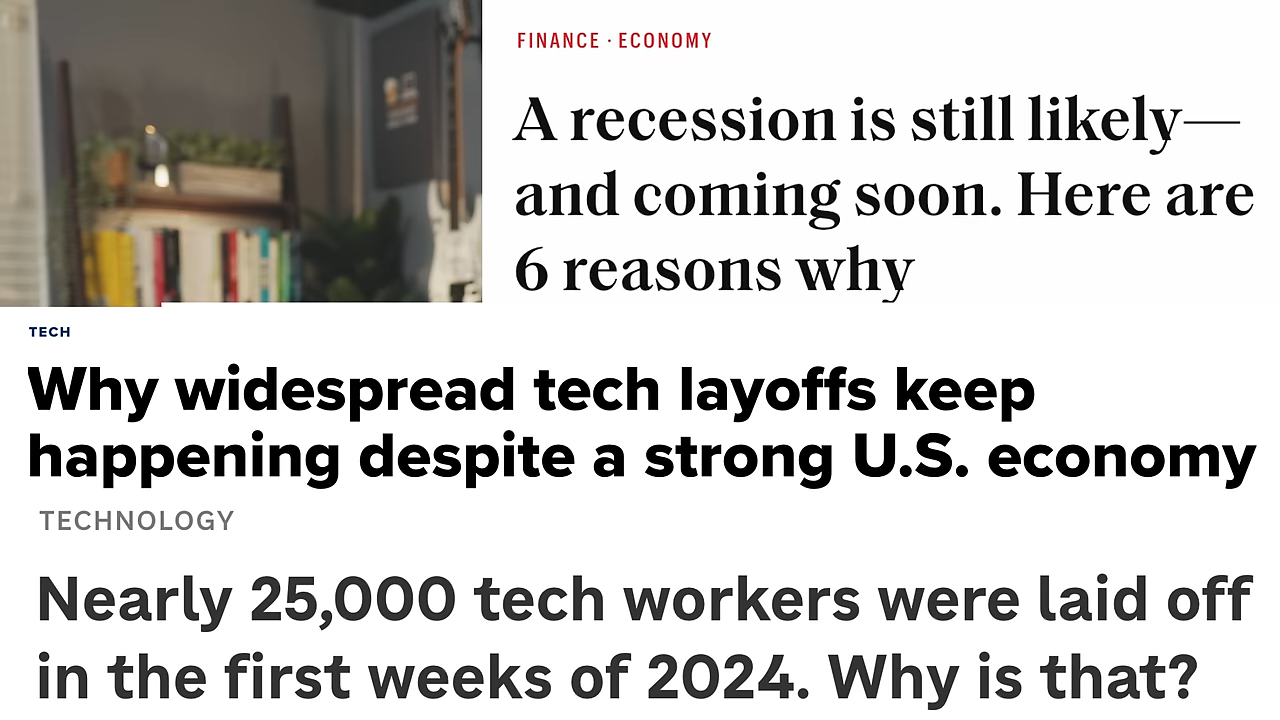 FINANCE · ECONOMY
A recession is still likely—
and coming soon. Here are
6 reasons why
TECH
Why widespread tech layoffs keep
happening despite a strong U.S. economy
TECHNOLOGY
Nearly 25,000 tech workers were laid off
in the first weeks of 2024. Why is that?